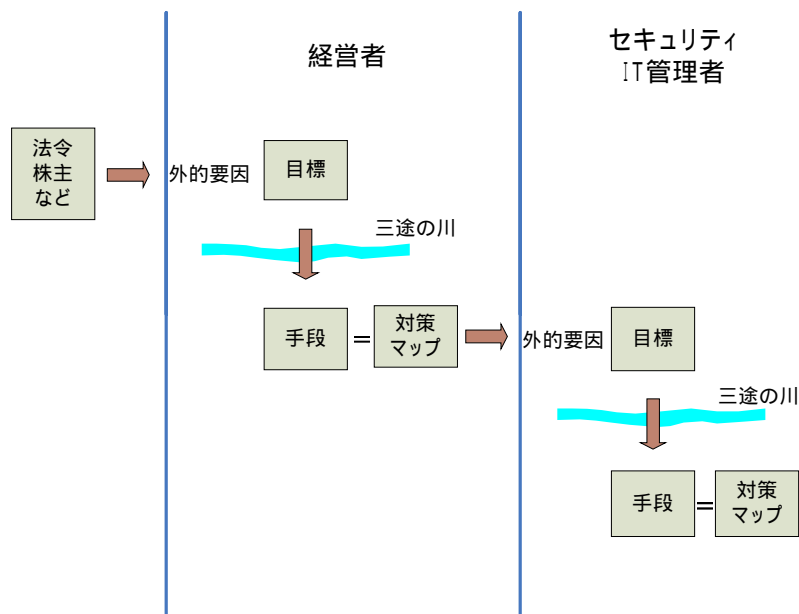 経営者
セキュリティ
IT管理者
法令
株主
など
外的要因
目標
三途の川
手段
=
対策
マップ
外的要因
目標
三途の川
手段
=
対策
マップ